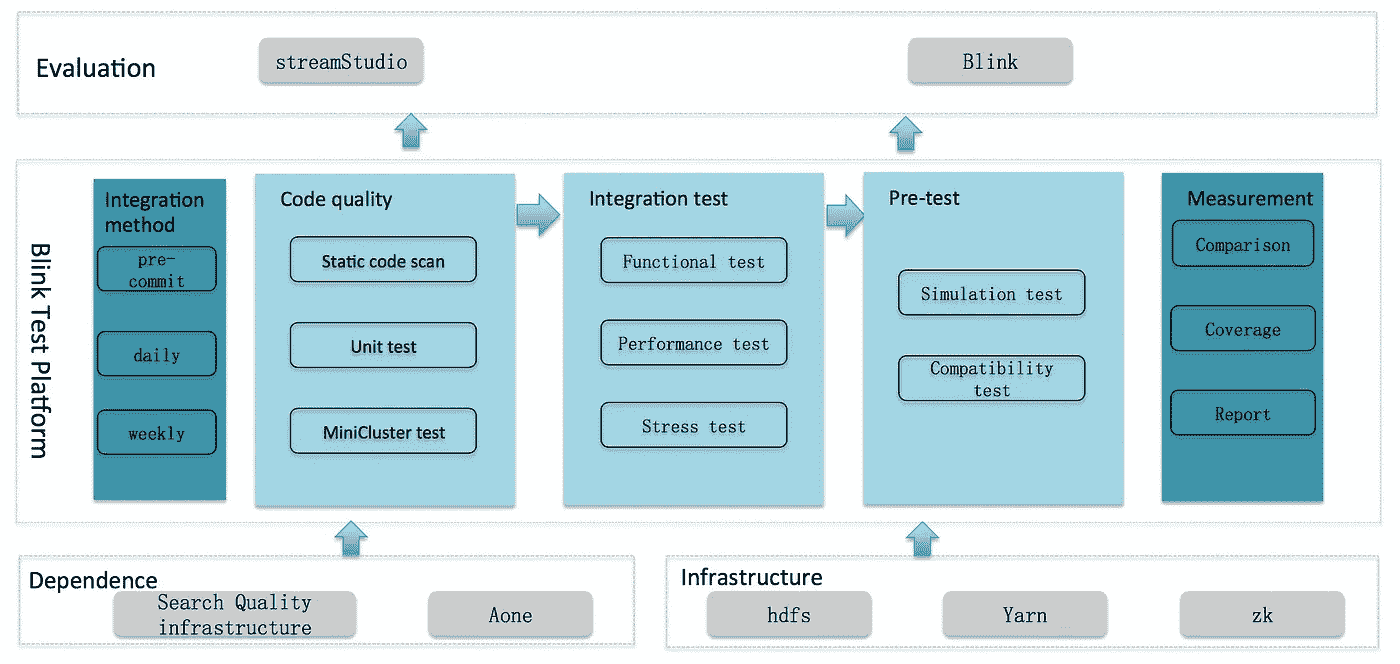 Evaluation
streamStudio
Blink
Blink Test Platform
Integration
method
pre-
commit
daily
weekly
Code quality
Static code scan
Unit test
MiniCluster test
Integration test
Functional test
Performance test
Stress test
Pre-test
Simulation test
Compatibility
test
Measurement
Comparison
Coverage
Report
Dependence
Search Quality
infrastructure
Aone
Infrastructure
hdfs
Yarn
zk